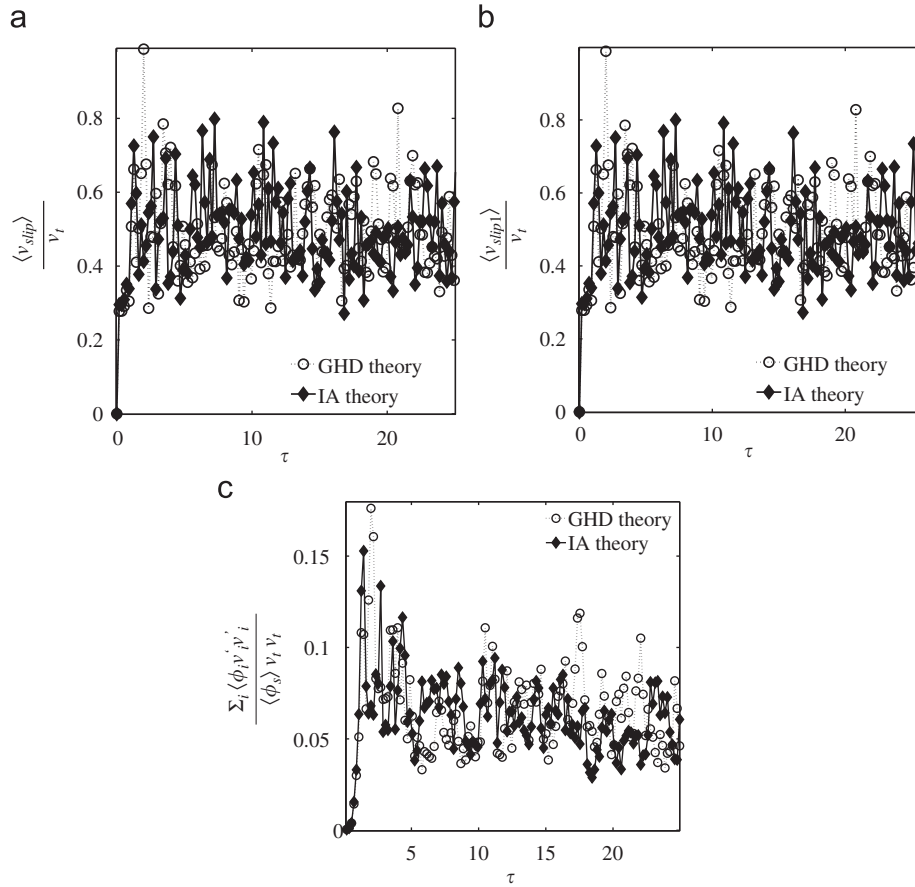 a
⟨v_slip⟩
v_t
0.8
0.6
0.4
0.2
0
0
10
20
τ
GHD theory
IA theory
b
⟨v_slip1⟩
v_t
0.8
0.6
0.4
0.2
0
0
10
20
τ
GHD theory
IA theory
c
Σ_i ⟨ϕ_i v'_i v'_i⟩
⟨ϕ_s⟩ v_t v_t
0.15
0.1
0.05
0
5
10
15
20
τ
GHD theory
IA theory